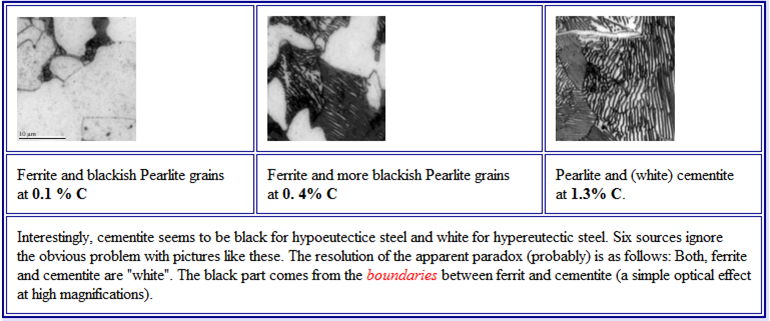 10 µm
Ferrite and blackish Pearlite grains
at 0.1 % C
Ferrite and more blackish Pearlite grains
at 0. 4% C
Pearlite and (white) cementite
at 1.3% C.
Interestingly, cementite seems to be black for hypoeutectice steel and white for hypereutectic steel. Six sources ignore
the obvious problem with pictures like these. The resolution of the apparent paradox (probably) is as follows: Both, ferrite
and cementite are "white". The black part comes from the boundaries between ferrit and cementite (a simple optical effect
at high magnifications).